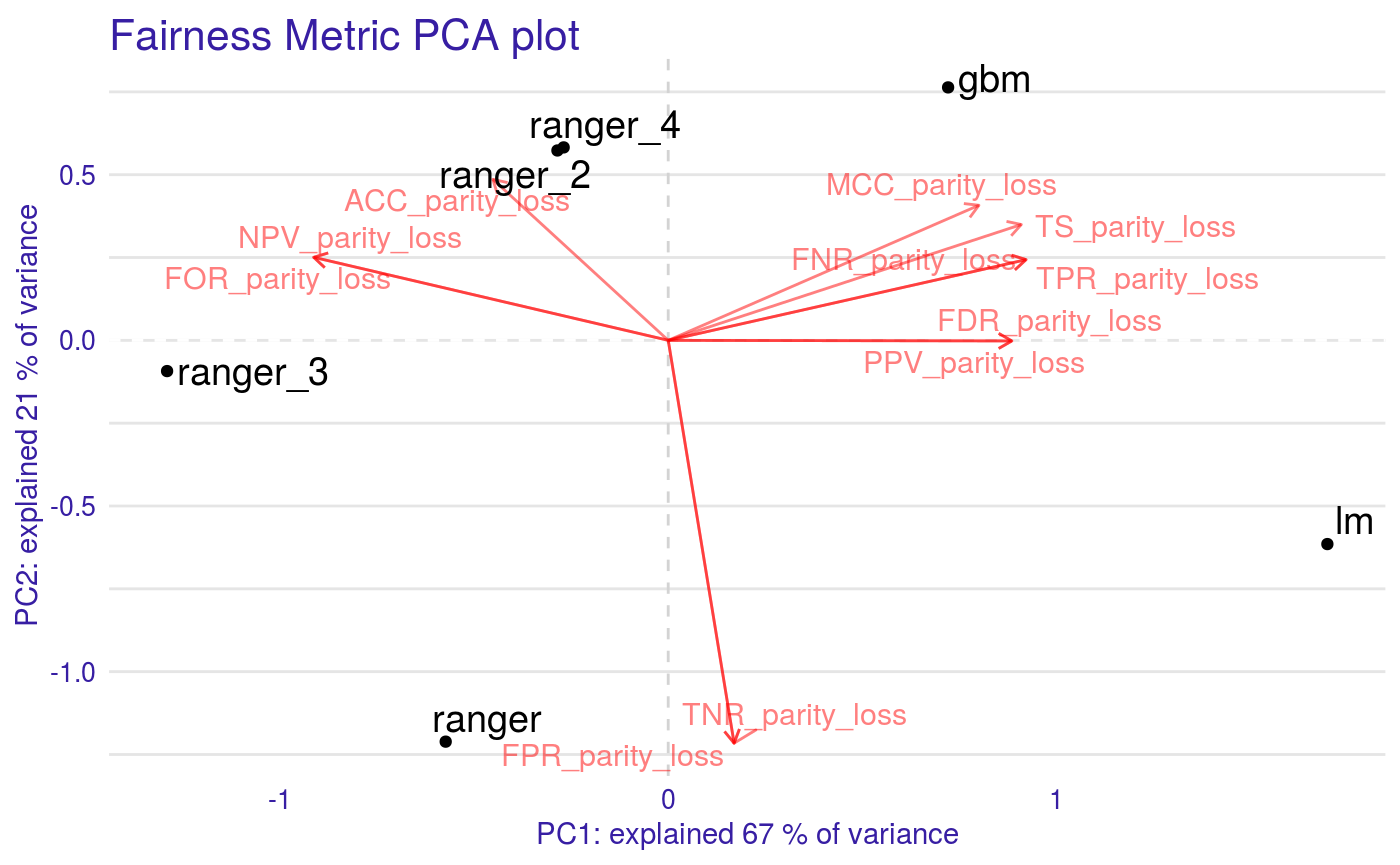 Fairness Metric PCA plot
gbm
ranger_4
ranger_2
0.5
MCC_parity_loss
ACC_parity_loss
TS_parity_loss
NPV_parity_loss
FNR_parity_loss
FOR_parity_loss
TPR_parity_loss
FDR_parity_loss
0.0
PPV_parity_loss
ranger_3
-0.5
lm
-1.0
TNR_parity_loss
ranger
FPR_parity_loss
-1
0
1
PC1: explained 67 % of variance
PC2: explained 21 % of variance